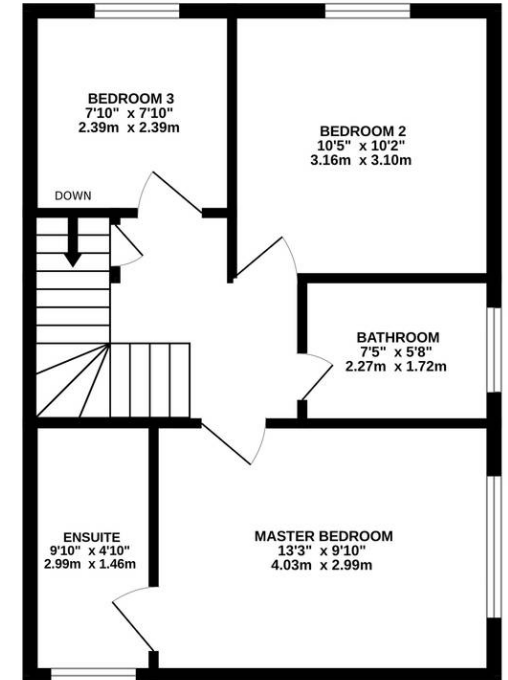 BEDROOM 3
7'10" x 7'10"
2.39m x 2.39m
BEDROOM 2
10'5" x 10'2"
3.16m x 3.10m
DOWN
BATHROOM
7'5" x 5'8"
2.27m x 1.72m
ENSUITE
9'10" x 4'10"
2.99m x 1.46m
MASTER BEDROOM
13'3" x 9'10"
4.03m x 2.99m